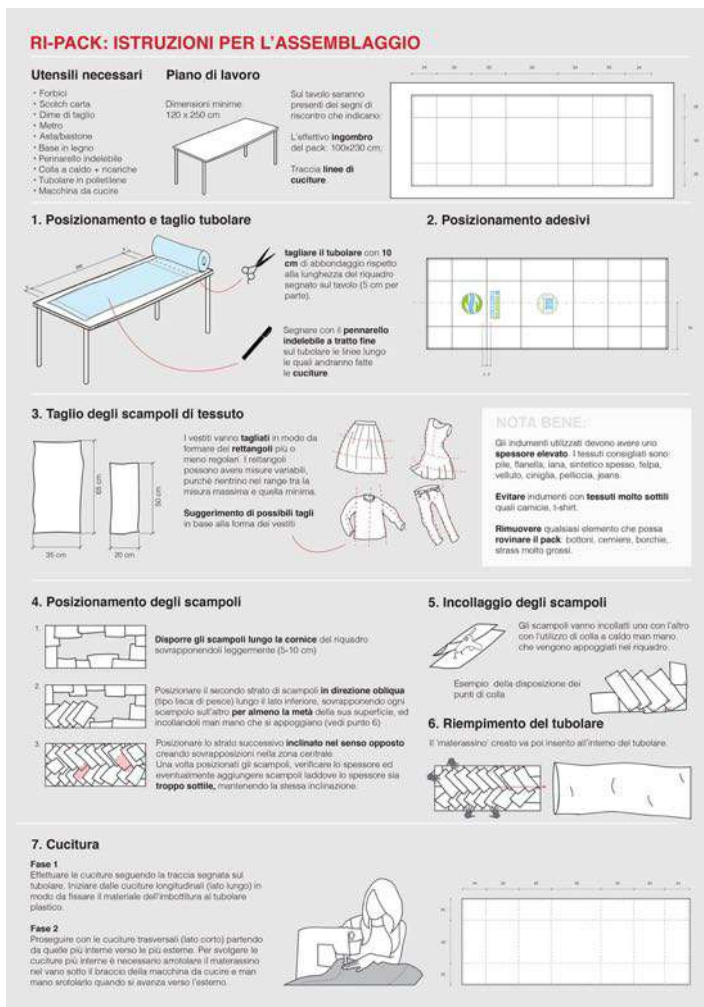 RI-PACK: ISTRUZIONI PER L'ASSEMBLAGGIO
Utensili necessari
• Forbici
• Scotch carta
• Dime di taglio
• Metro
• Asta/bastone
• Base in legno
• Pennarello indelebile
• Colla a caldo + ricariche
• Tubolare in polietilene
• Macchina da cucire
Piano di lavoro
Dimensioni minime:
120 x 250 cm
Sul tavolo saranno
presenti dei segni di
riscontro che indicano:
L'effettivo ingombro
del pack: 100x230 cm;
Traccia linee di
cuciture.
1. Posizionamento e taglio tubolare
tagliare il tubolare con 10
cm di abbondaggio rispetto
alla lunghezza del riquadro
segnato sul tavolo (5 cm per
parte).
Segnare con il pennarello
indelebile a tratto fine
sul tubolare le linee lungo
le quali andranno fatte
le cuciture
2. Posizionamento adesivi
3. Taglio degli scampoli di tessuto
65 cm
50 cm
35 cm
20 cm
I vestiti vanno tagliati in modo da
formare dei rettangoli più o
meno regolari. I rettangoli
possono avere misure variabili,
purché rientrino nel range tra la
misura massima e quella minima.
Suggerimento di possibili tagli
in base alla forma dei vestiti
NOTA BENE:
Gli indumenti utilizzati devono avere uno
spessore elevato. I tessuti consigliati sono:
pile, flanella, lana, sintetico spesso, felpa,
velluto, ciniglia, pelliccia, jeans.
Evitare indumenti con tessuti molto sottili
quali camicie, t-shirt.
Rimuovere qualsiasi elemento che possa
rovinare il pack: bottoni, cerniere, borchie,
strass molto grossi.
4. Posizionamento degli scampoli
1.
Disporre gli scampoli lungo la cornice del riquadro
sovrapponendoli leggermente (5-10 cm)
2.
Posizionare il secondo strato di scampoli in direzione obliqua
(tipo lisca di pesce) lungo il lato inferiore, sovrapponendo ogni
scampolo sull'altro per almeno la metà della sua superficie, ed
incollandoli man mano che si appoggiano (vedi punto 6)
3.
Posizionare lo strato successivo inclinato nel senso opposto
creando sovrapposizioni nella zona centrale.
Una volta posizionati gli scampoli, verificare lo spessore ed
eventualmente aggiungere scampoli laddove lo spessore sia
troppo sottile, mantenendo la stessa inclinazione.
5. Incollaggio degli scampoli
Gli scampoli vanno incollati uno con l'altro
con l'utilizzo di colla a caldo man mano
che vengono appoggiati nel riquadro.
Esempio della disposizione dei
punti di colla
6. Riempimento del tubolare
Il 'materassino' creato va poi inserito all'interno del tubolare.
7. Cucitura
Fase 1
Effettuare le cuciture seguendo la traccia segnata sul
tubolare. Iniziare dalle cuciture longitudinali (lato lungo) in
modo da fissare il materiale dell'imbottitura al tubolare
plastico.
Fase 2
Proseguire con le cuciture trasversali (lato corto) partendo
da quelle più interne verso le più esterne. Per svolgere le
cuciture più interne è necessario arrotolare il materassino
nel vano sotto il braccio della macchina da cucire e man
mano srotolarlo quando si avanza verso l'esterno.